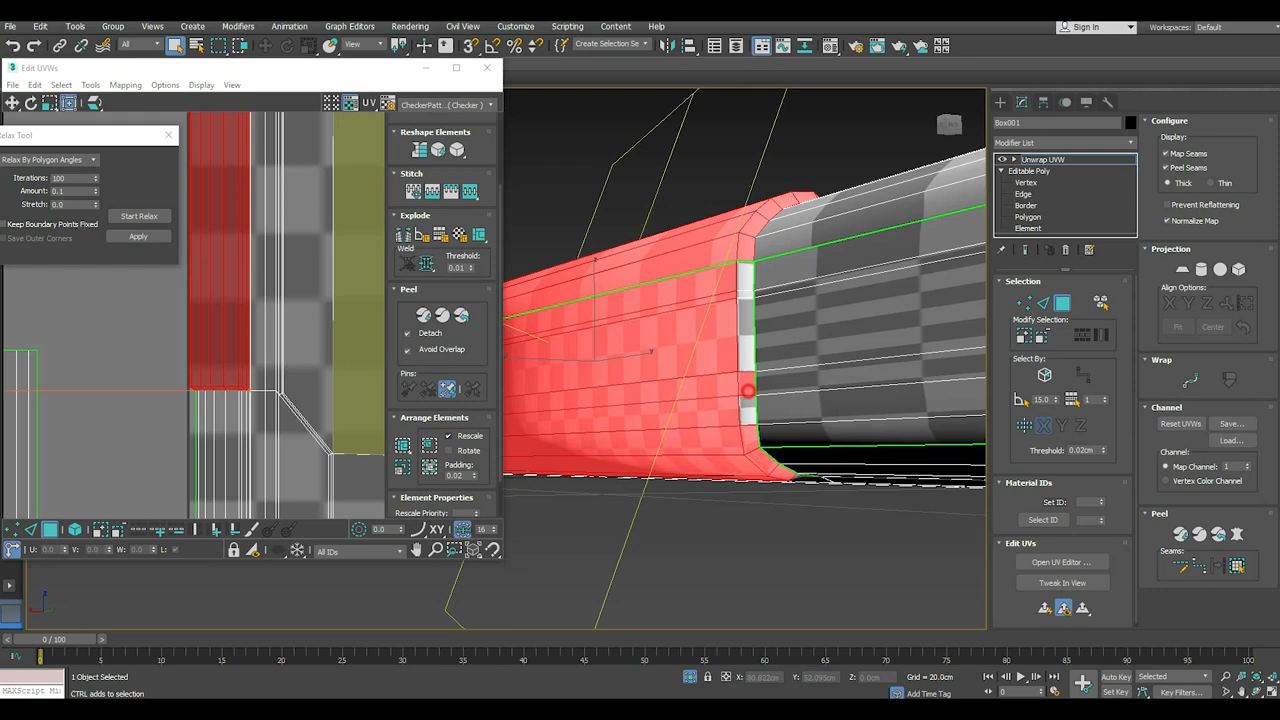 File Edit Tools Group Views Create Modifiers Animation Graph Editors Rendering Civil View Customize Scripting Content Help
Sign In Workspaces: Default
All View Create Selection Se
Edit UVWs
File Edit Select Tools Mapping Options Display View
UV CheckerPatt...( Checker )
Relax Tool
Relax By Polygon Angles
Iterations: 100
Amount: 0.1
Stretch: 0.0
Start Relax
Keep Boundary Points Fixed
Save Outer Corners
Apply
Reshape Elements
Stitch
Explode
Weld
Threshold:
0.01
Peel
Detach
Avoid Overlap
Pins:
Arrange Elements
Rescale
Rotate
Padding:
0.02
Element Properties
Rescale Priority:
0.0 XY 16
U: 0.0 V: 0.0 W: 0.0 L: All IDs
z
y
Box001
Modifier List
Unwrap UVW
Editable Poly
Vertex
Edge
Border
Polygon
Element
Selection
Modify Selection:
Select By:
15.0 1
X Y Z
Threshold: 0.02cm
Material IDs
Set ID:
Select ID
Edit UVs
Open UV Editor ...
Tweak In View
Configure
Display:
Map Seams
Peel Seams
Thick Thin
Prevent Reflattening
Normalize Map
Projection
Align Options:
X Y Z
Fit Center
Wrap
Channel
Reset UVWs Save...
Load...
Channel:
Map Channel: 1
Vertex Color Channel
Peel
Seams:
0 / 100
0 5 10 15 20 25 30 35 40 45 50 55 60 65 70 75 80 85 90 95 100
1 Object Selected
MAXScript Mi
CTRL adds to selection
X: 80.822cm Y: 52.095cm Z: 0.0cm Grid = 20.0cm
Add Time Tag
0
Auto Key Selected
Set Key Key Filters...